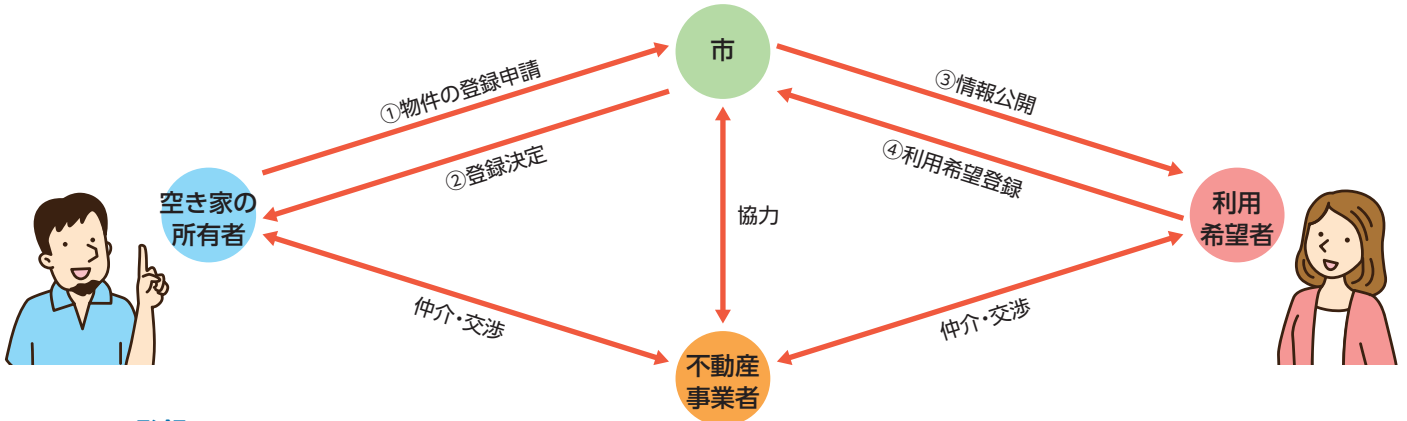 市
①物件の登録申請
②登録決定
③情報公開
④利用希望登録
空き家の
所有者
協力
利用
希望者
仲介・交渉
仲介・交渉
不動産
事業者